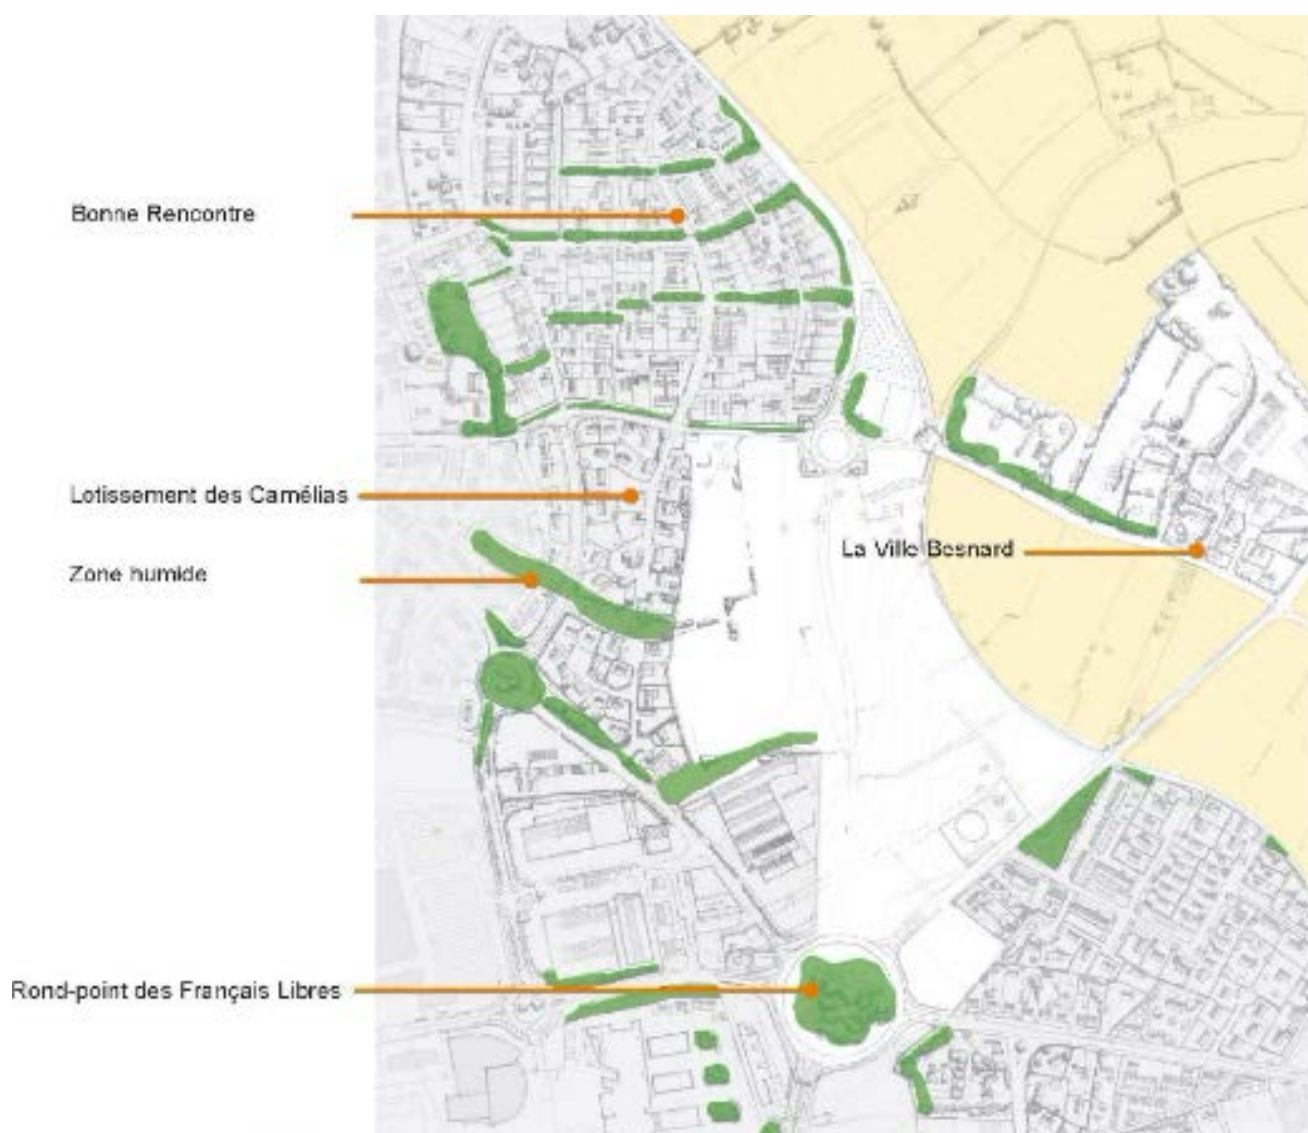 Bonne Rencontre
Lotissement des Camélias
La Ville Besnard
Zone humide
Rond-point des Français Libres